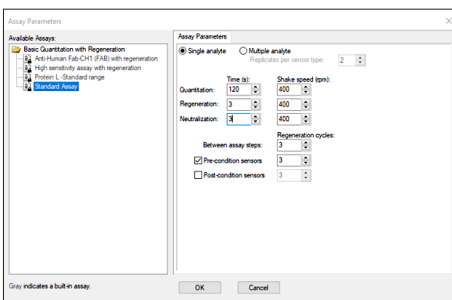 Assay Parameters
Available Assays:
Basic Quantitation with Regeneration
Anti-Human Fab-CH1 (FAB) with regeneration
High sensitivity assay with regeneration
Protein L -Standard range
Standard Assay
Gray indicates a built-in assay.
Assay Parameters
Single analyte Multiple analyte
Replicates per sensor type: 2
Time (s): Shake speed (rpm):
Quantitation: 120 400
Regeneration: 3 400
Neutralization: 3 400
Regeneration cycles:
Between assay steps: 3
Pre-condition sensors 3
Post-condition sensors 3
OK Cancel